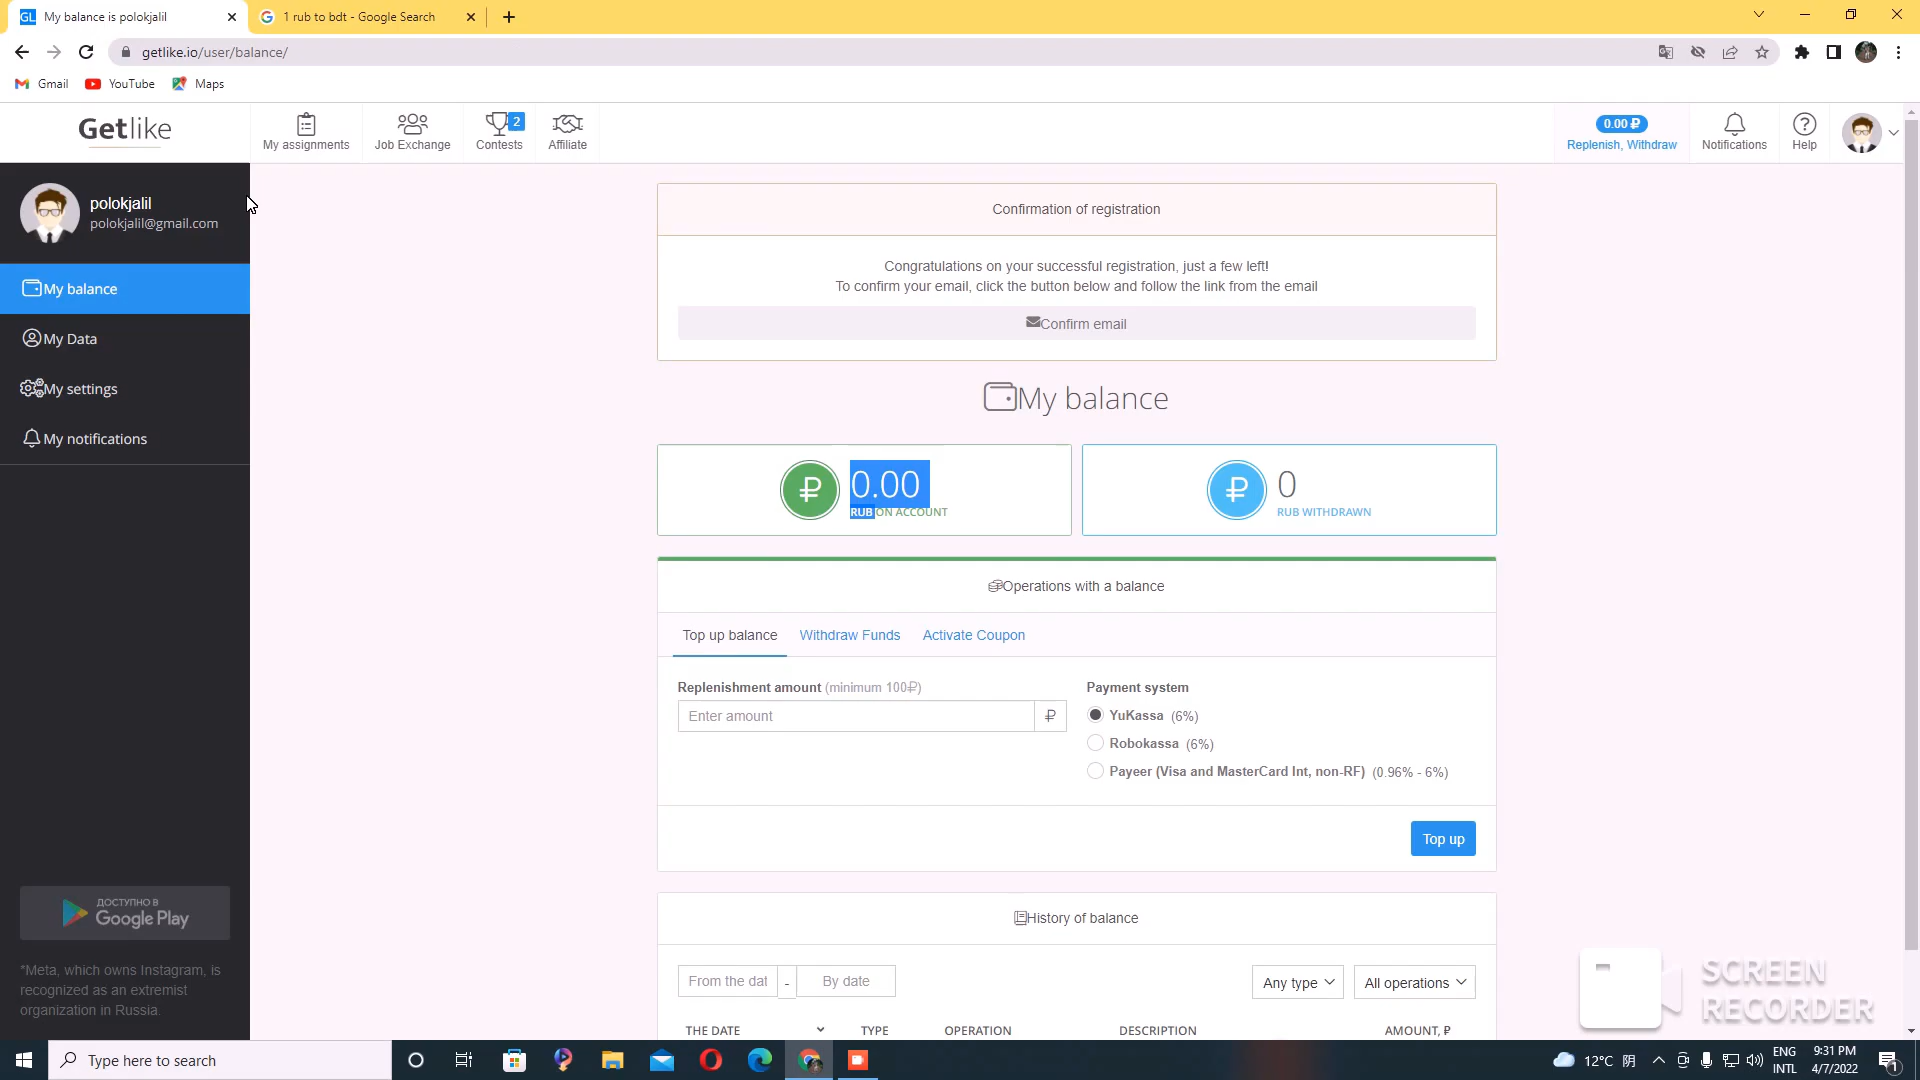 My balance is polokjalil
1 rub to bdt - Google Search
getlike.io/user/balance/
Gmail
YouTube
Maps
Getlike
My assignments
Job Exchange
2
Contests
Affiliate
0.00 ₽
Replenish, Withdraw
Notifications
Help
polokjalil
polokjalil@gmail.com
My balance
My Data
My settings
My notifications
ДОСТУПНО В
Google Play
*Meta, which owns Instagram, is
recognized as an extremist
organization in Russia.
Confirmation of registration
Congratulations on your successful registration, just a few left!
To confirm your email, click the button below and follow the link from the email
Confirm email
My balance
₽
0.00
RUB ON ACCOUNT
₽
0
RUB WITHDRAWN
Operations with a balance
Top up balance
Withdraw Funds
Activate Coupon
Replenishment amount (minimum 100₽)
Enter amount
₽
Payment system
YuKassa (6%)
Robokassa (6%)
Payeer (Visa and MasterCard Int, non-RF) (0.96% - 6%)
Top up
History of balance
From the dat
-
By date
Any type
All operations
THE DATE
TYPE
OPERATION
DESCRIPTION
AMOUNT, ₽
SCREEN
RECORDER
Type here to search
12°C 阴
ENG
INTL
9:31 PM
4/7/2022
1